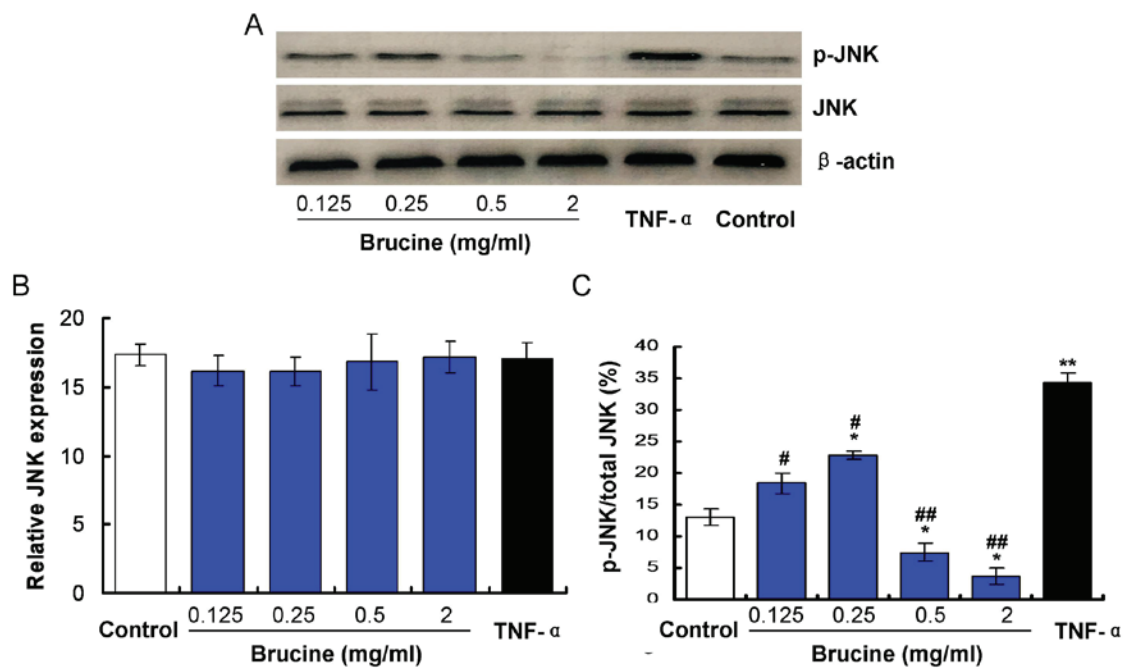 A
p-JNK
JNK
β-actin
0.125 0.25 0.5 2
TNF-α Control
Brucine (mg/ml)
B
Relative JNK expression
20
15
10
5
0
Control
0.125 0.25 0.5 2
TNF-α
Brucine (mg/ml)
C
p-JNK/total JNK (%)
40
35
30
25
20
15
10
5
0
#
#
*
##
*
##
*
**
Control
0.125 0.25 0.5 2
TNF-α
Brucine (mg/ml)